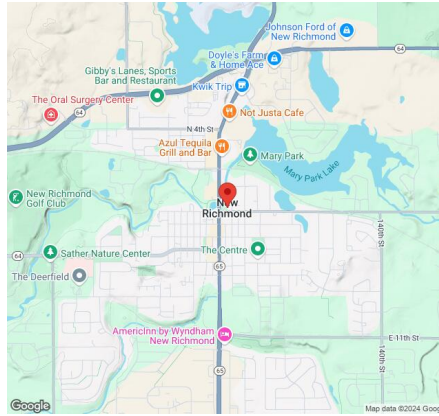 Johnson Ford of
New Richmond
64
Doyle's Farm
& Home Ace
Gibby's Lanes, Sports
Bar and Restaurant
Kwik Trip
The Oral Surgery Center
64
Not Justa Cafe
N 4th St
Azul Tequila
Grill and Bar
Mary Park
Mary Park Lake
New Richmond
Golf Club
New
Richmond
140th St
Sather Nature Center
The Centre
64
65
The Deerfield
AmericInn by Wyndham
New Richmond
E 11th St
140th St
65
Google
Map data ©2024 Goog